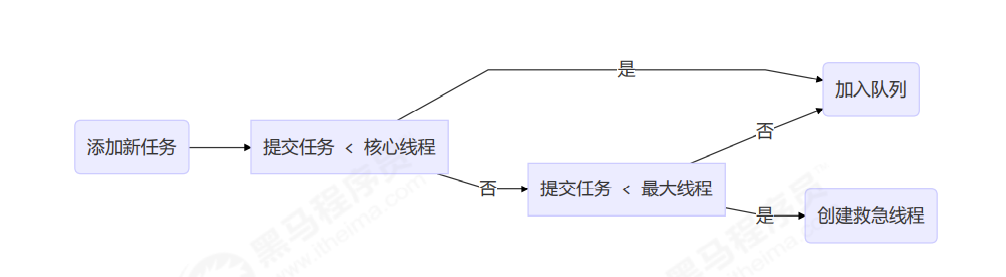 是
加入队列
否
添加新任务
提交任务 < 核心线程
否
提交任务 < 最大线程
是
创建救急线程
黑马程序员
www.itheima.com
黑马程序员
www.itheima.com